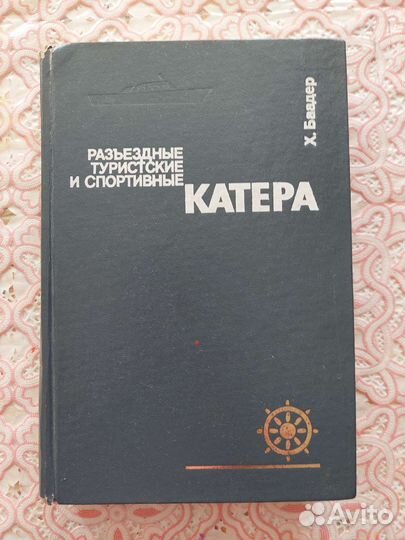 Х. Баадер
РАЗЪЕЗДНЫЕ
ТУРИСТСКИЕ
И СПОРТИВНЫЕ
КАТЕРА
Avito